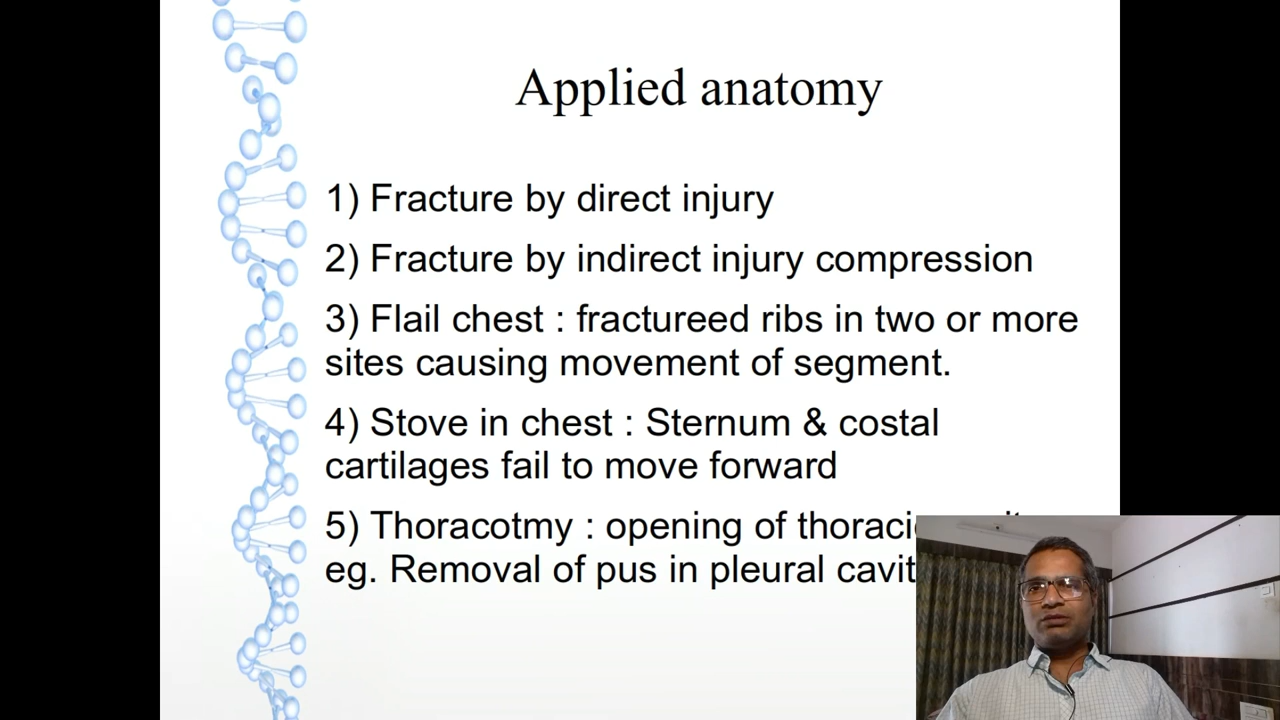 Applied anatomy
1) Fracture by direct injury
2) Fracture by indirect injury compression
3) Flail chest : fractureed ribs in two or more
sites causing movement of segment.
4) Stove in chest : Sternum & costal
cartilages fail to move forward
5) Thoracotmy : opening of
eg. Removal of pus in pleural